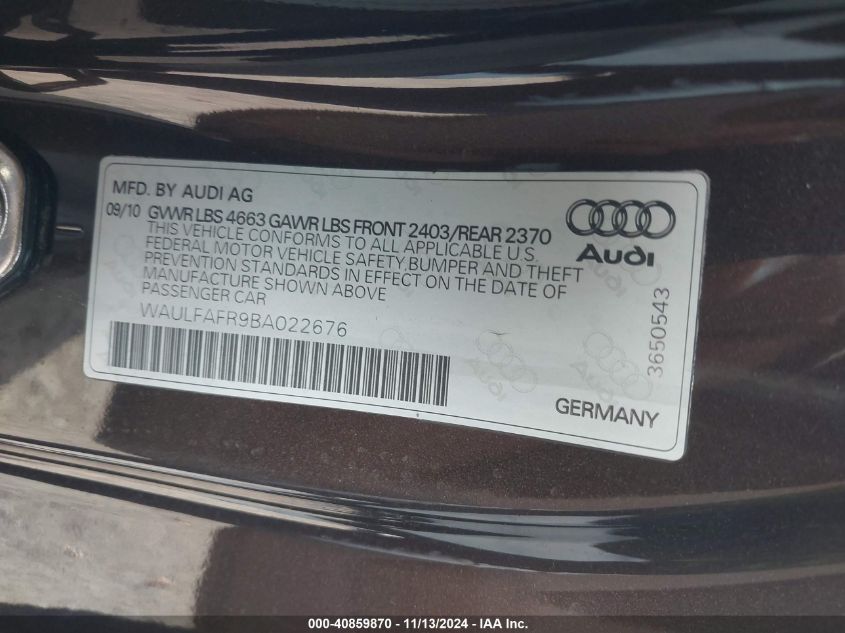 MFD. BY AUDI AG
09/10 GVWR LBS 4663 GAWR LBS FRONT 2403/REAR 2370
THIS VEHICLE CONFORMS TO ALL APPLICABLE U.S.
FEDERAL MOTOR VEHICLE SAFETY,BUMPER AND THEFT
PREVENTION STANDARDS IN EFFECT ON THE DATE OF
MANUFACTURE SHOWN ABOVE
PASSENGER CAR
WAULFAFR9BA022676
Audi
3650543
GERMANY
000-40859870 - 11/13/2024 - IAA, Inc.